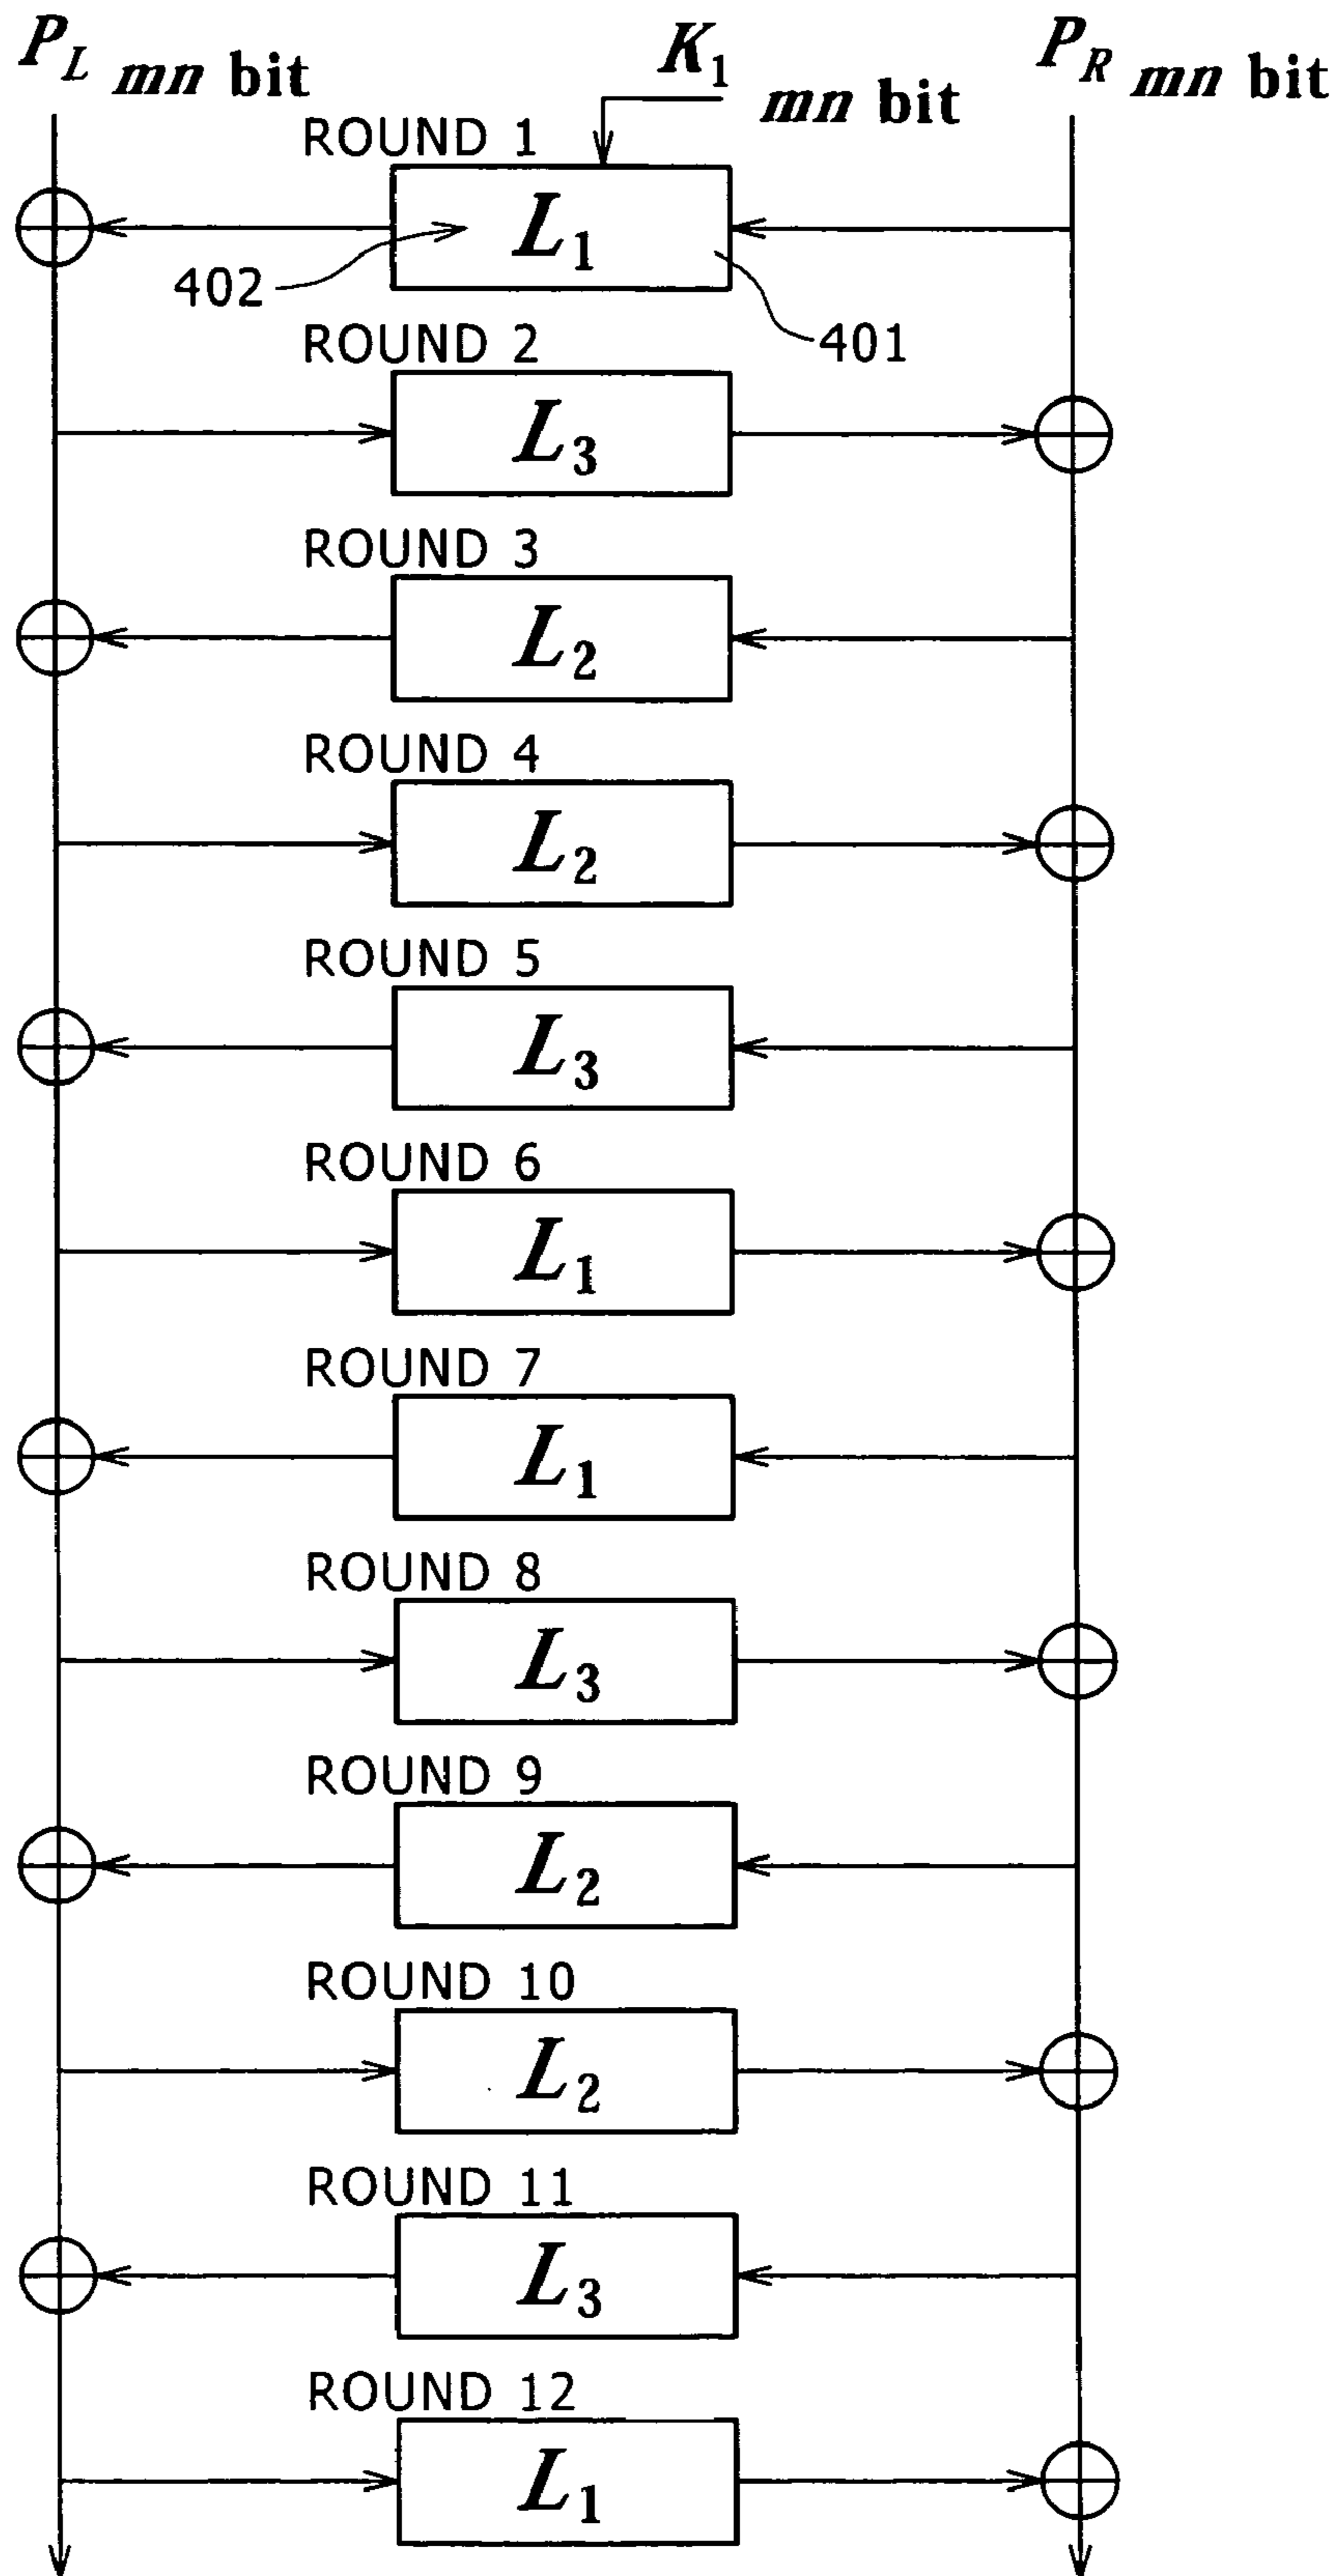 P_L mn bit
K_1 mn bit
P_R mn bit
ROUND 1
L_1
402
401
ROUND 2
L_3
ROUND 3
L_2
ROUND 4
L_2
ROUND 5
L_3
ROUND 6
L_1
ROUND 7
L_1
ROUND 8
L_3
ROUND 9
L_2
ROUND 10
L_2
ROUND 11
L_3
ROUND 12
L_1